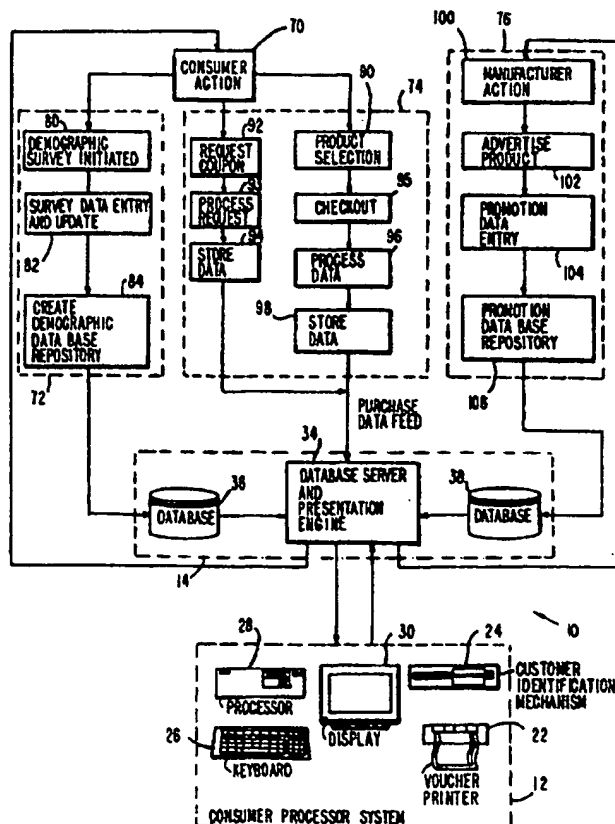 70
CONSUMER
ACTION
72
80
DEMOGRAPHIC
SURVEY INITIATED
SURVEY DATA ENTRY
AND UPDATE
82
84
CREATE
DEMOGRAPHIC
DATA BASE
REPOSITORY
74
92
REQUEST
COUPON
93
PROCESS
REQUEST
94
STORE
DATA
90
PRODUCT
SELECTION
CHECKOUT
95
PROCESS
DATA
96
98
STORE
DATA
PURCHASE
DATA FEED
76
100
MANUFACTURER
ACTION
ADVERTISE
PRODUCT
102
PROMOTION
DATA
ENTRY
104
PROMOTION
DATA BASE
REPOSITORY
106
34
DATABASE SERVER
AND
PRESENTATION
ENGINE
36
DATABASE
38
DATABASE
14
10
28
PROCESSOR
30
DISPLAY
24
CUSTOMER
IDENTIFICATION
MECHANISM
26
KEYBOARD
22
VOUCHER
PRINTER
12
CONSUMER PROCESSOR SYSTEM